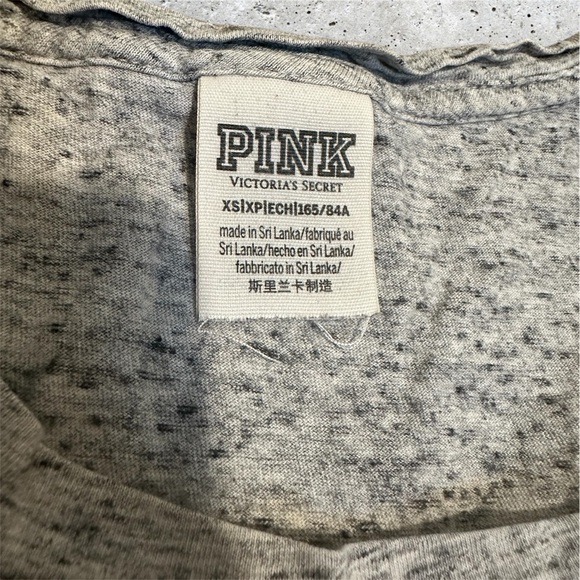 PINK
VICTORIA'S SECRET
XS|XP|ECH|165/84A
made in Sri Lanka/fabriqué au
Sri Lanka/hecho en Sri Lanka/
fabbricato in Sri Lanka/
斯里兰卡制造